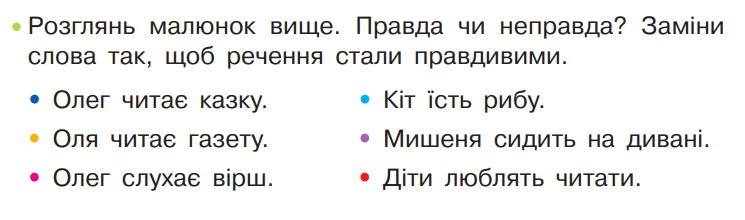 • Розглянь малюнок вище. Правда чи неправда? Заміни
слова так, щоб речення стали правдивими.
• Олег читає казку.
• Оля читає газету.
• Олег слухає вірш.
• Кіт їсть рибу.
• Мишеня сидить на дивані.
• Діти люблять читати.